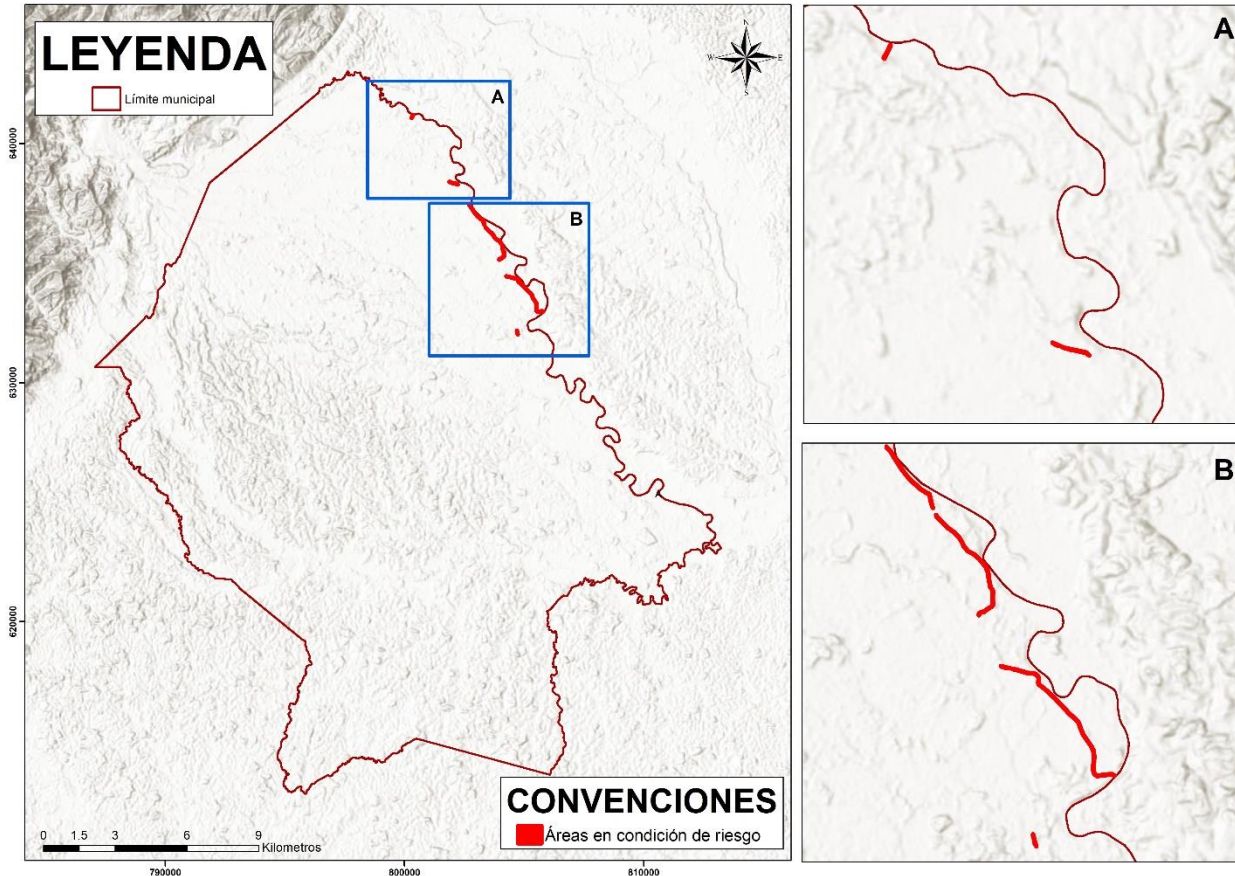 LEYENDA
Límite municipal
N
W E
S
A
B
640000
630000
620000
0 1.5 3 6 9
Kilometros
CONVENCIONES
Áreas en condición de riesgo
790000 800000 810000
A
B